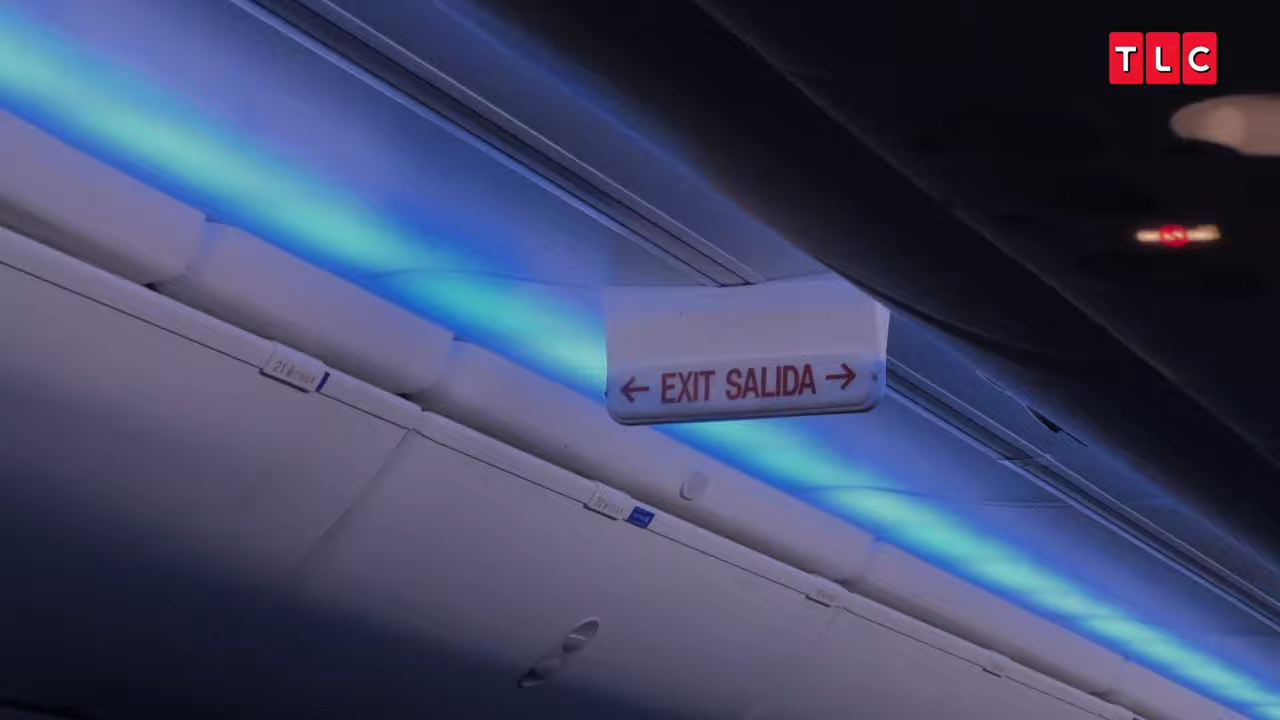 TLC
← EXIT SALIDA →